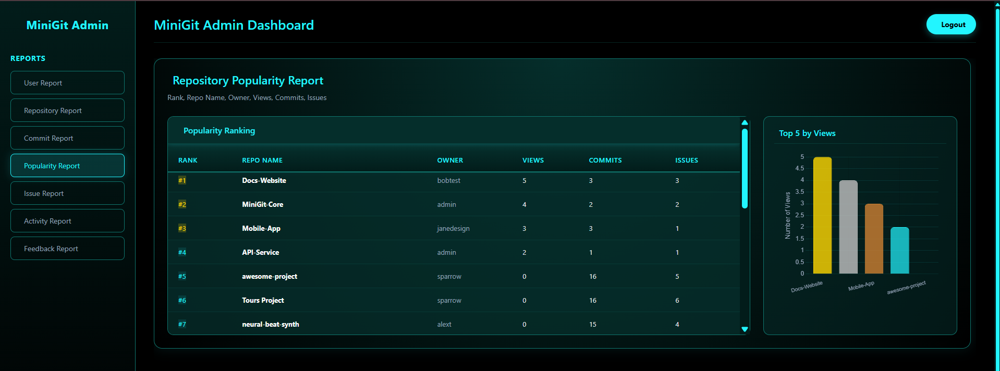 MiniGit Admin
REPORTS
User Report
Repository Report
Commit Report
Popularity Report
Issue Report
Activity Report
Feedback Report
MiniGit Admin Dashboard
Logout
Repository Popularity Report
Rank, Repo Name, Owner, Views, Commits, Issues
Popularity Ranking
RANK REPO NAME OWNER VIEWS COMMITS ISSUES
#1 Docs-Website bobtest 5 3 3
#2 MiniGit-Core admin 4 2 2
#3 Mobile-App janedesign 3 3 1
#4 API-Service admin 2 1 1
#5 awesome-project sparrow 0 16 5
#6 Tours Project sparrow 0 16 6
#7 neural-beat-synth alext 0 15 4
Top 5 by Views
Number of Views
5
4.5
4
3.5
3
2.5
2
1.5
1
0.5
0
Docs-Website
Mobile-App
awesome-project